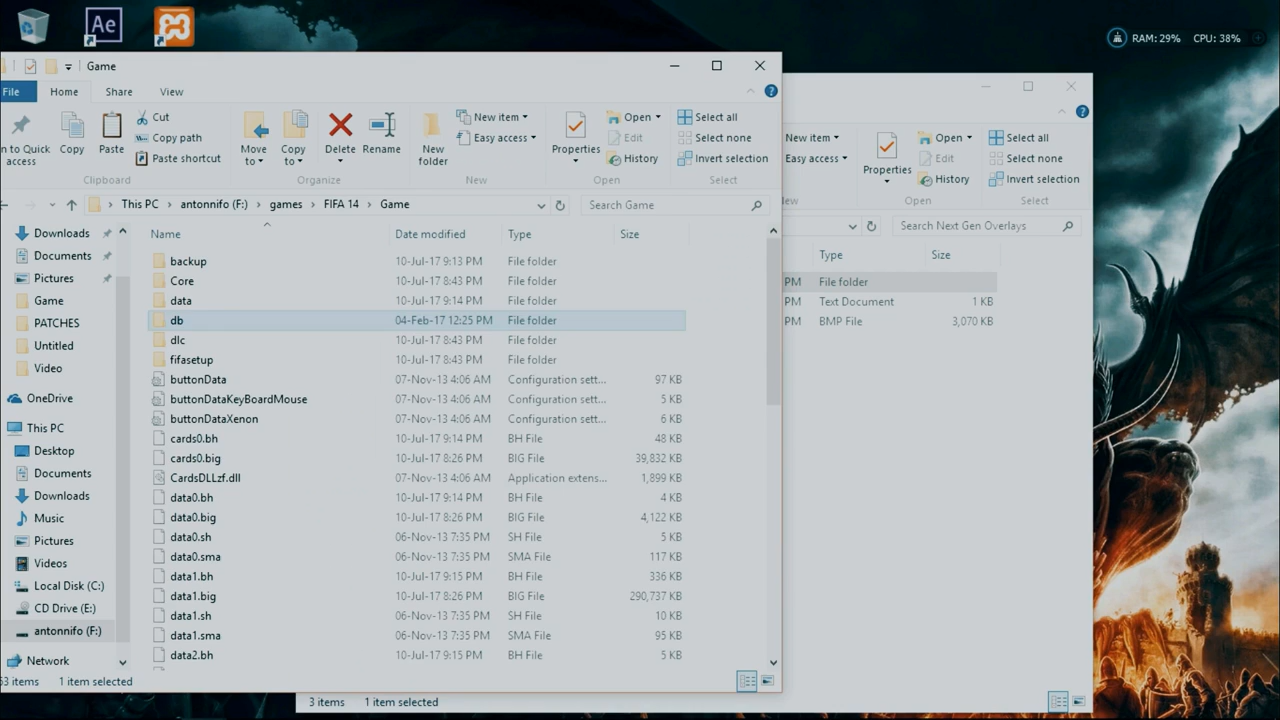 Ae
RAM: 29% CPU: 38%
Game
File Home Share View
Cut
Copy path
Paste shortcut
n to Quick access
Copy
Paste
Clipboard
Move to
Copy to
Delete
Rename
Organize
New folder
New item
Easy access
New
Properties
Open
Edit
History
Open
Select all
Select none
Invert selection
Select
This PC > antonnifo (F:) > games > FIFA 14 > Game
Search Game
Name Date modified Type Size
backup 10-Jul-17 9:13 PM File folder
Core 10-Jul-17 8:43 PM File folder
data 10-Jul-17 9:14 PM File folder
db 04-Feb-17 12:25 PM File folder
dlc 10-Jul-17 8:43 PM File folder
fifasetup 10-Jul-17 8:43 PM File folder
buttonData 07-Nov-13 4:06 AM Configuration sett... 97 KB
buttonDataKeyBoardMouse 07-Nov-13 4:06 AM Configuration sett... 5 KB
buttonDataXenon 07-Nov-13 4:06 AM Configuration sett... 6 KB
cards0.bh 10-Jul-17 9:14 PM BH File 48 KB
cards0.big 10-Jul-17 8:26 PM BIG File 39,832 KB
CardsDLLzf.dll 07-Nov-13 4:06 AM Application extens... 1,899 KB
data0.bh 10-Jul-17 9:14 PM BH File 4 KB
data0.big 10-Jul-17 8:26 PM BIG File 4,122 KB
data0.sh 06-Nov-13 7:35 PM SH File 5 KB
data0.sma 06-Nov-13 7:35 PM SMA File 117 KB
data1.bh 10-Jul-17 9:15 PM BH File 336 KB
data1.big 10-Jul-17 8:26 PM BIG File 290,737 KB
data1.sh 06-Nov-13 7:35 PM SH File 10 KB
data1.sma 06-Nov-13 7:35 PM SMA File 95 KB
data2.bh 10-Jul-17 9:15 PM BH File 5 KB
Downloads
Documents
Pictures
Game
PATCHES
Untitled
Video
OneDrive
This PC
Desktop
Documents
Downloads
Music
Pictures
Videos
Local Disk (C:)
CD Drive (E:)
antonnifo (F:)
Network
3 items 1 item selected
New item
Easy access
ew
Properties
Open
Edit
History
Open
Select all
Select none
Invert selection
Select
Search Next Gen Overlays
Type Size
PM File folder
PM Text Document 1 KB
PM BMP File 3,070 KB
3 items 1 item selected